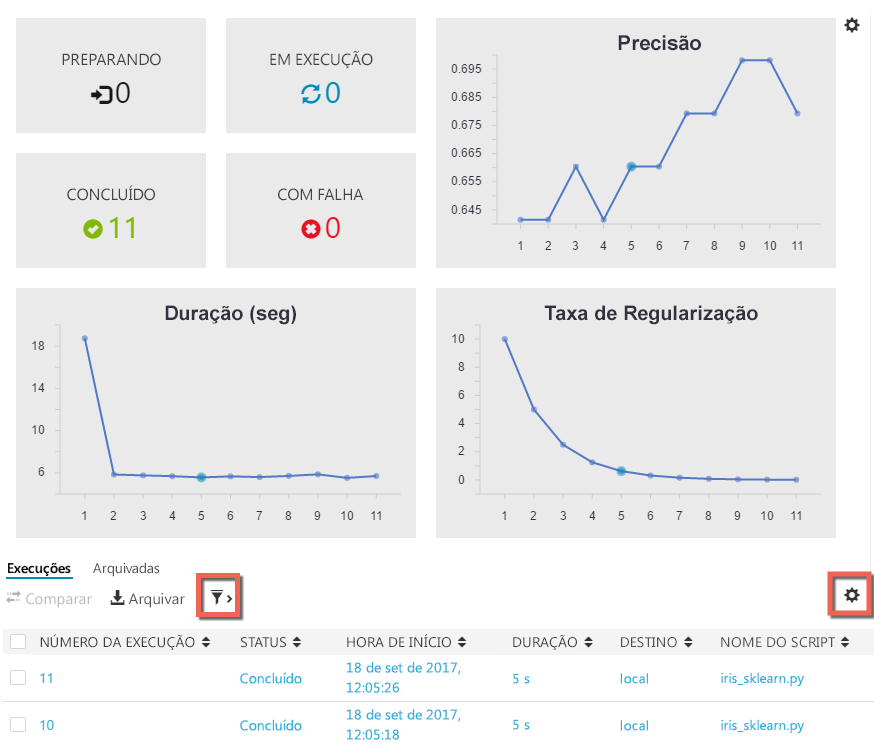 PREPARANDO
0
EM EXECUÇÃO
0
CONCLUÍDO
11
COM FALHA
0
Precisão
0.695
0.685
0.675
0.665
0.655
0.645
1 2 3 4 5 6 7 8 9 10 11
Duração (seg)
18
14
10
6
1 2 3 4 5 6 7 8 9 10 11
Taxa de Regularização
10
8
6
4
2
0
1 2 3 4 5 6 7 8 9 10 11
Execuções Arquivadas
Comparar Arquivar
NÚMERO DA EXECUÇÃO STATUS HORA DE INÍCIO DURAÇÃO DESTINO NOME DO SCRIPT
11 Concluído 18 de set de 2017, 5 s local iris_sklearn.py
12:05:26
10 Concluído 18 de set de 2017, 5 s local iris_sklearn.py
12:05:18